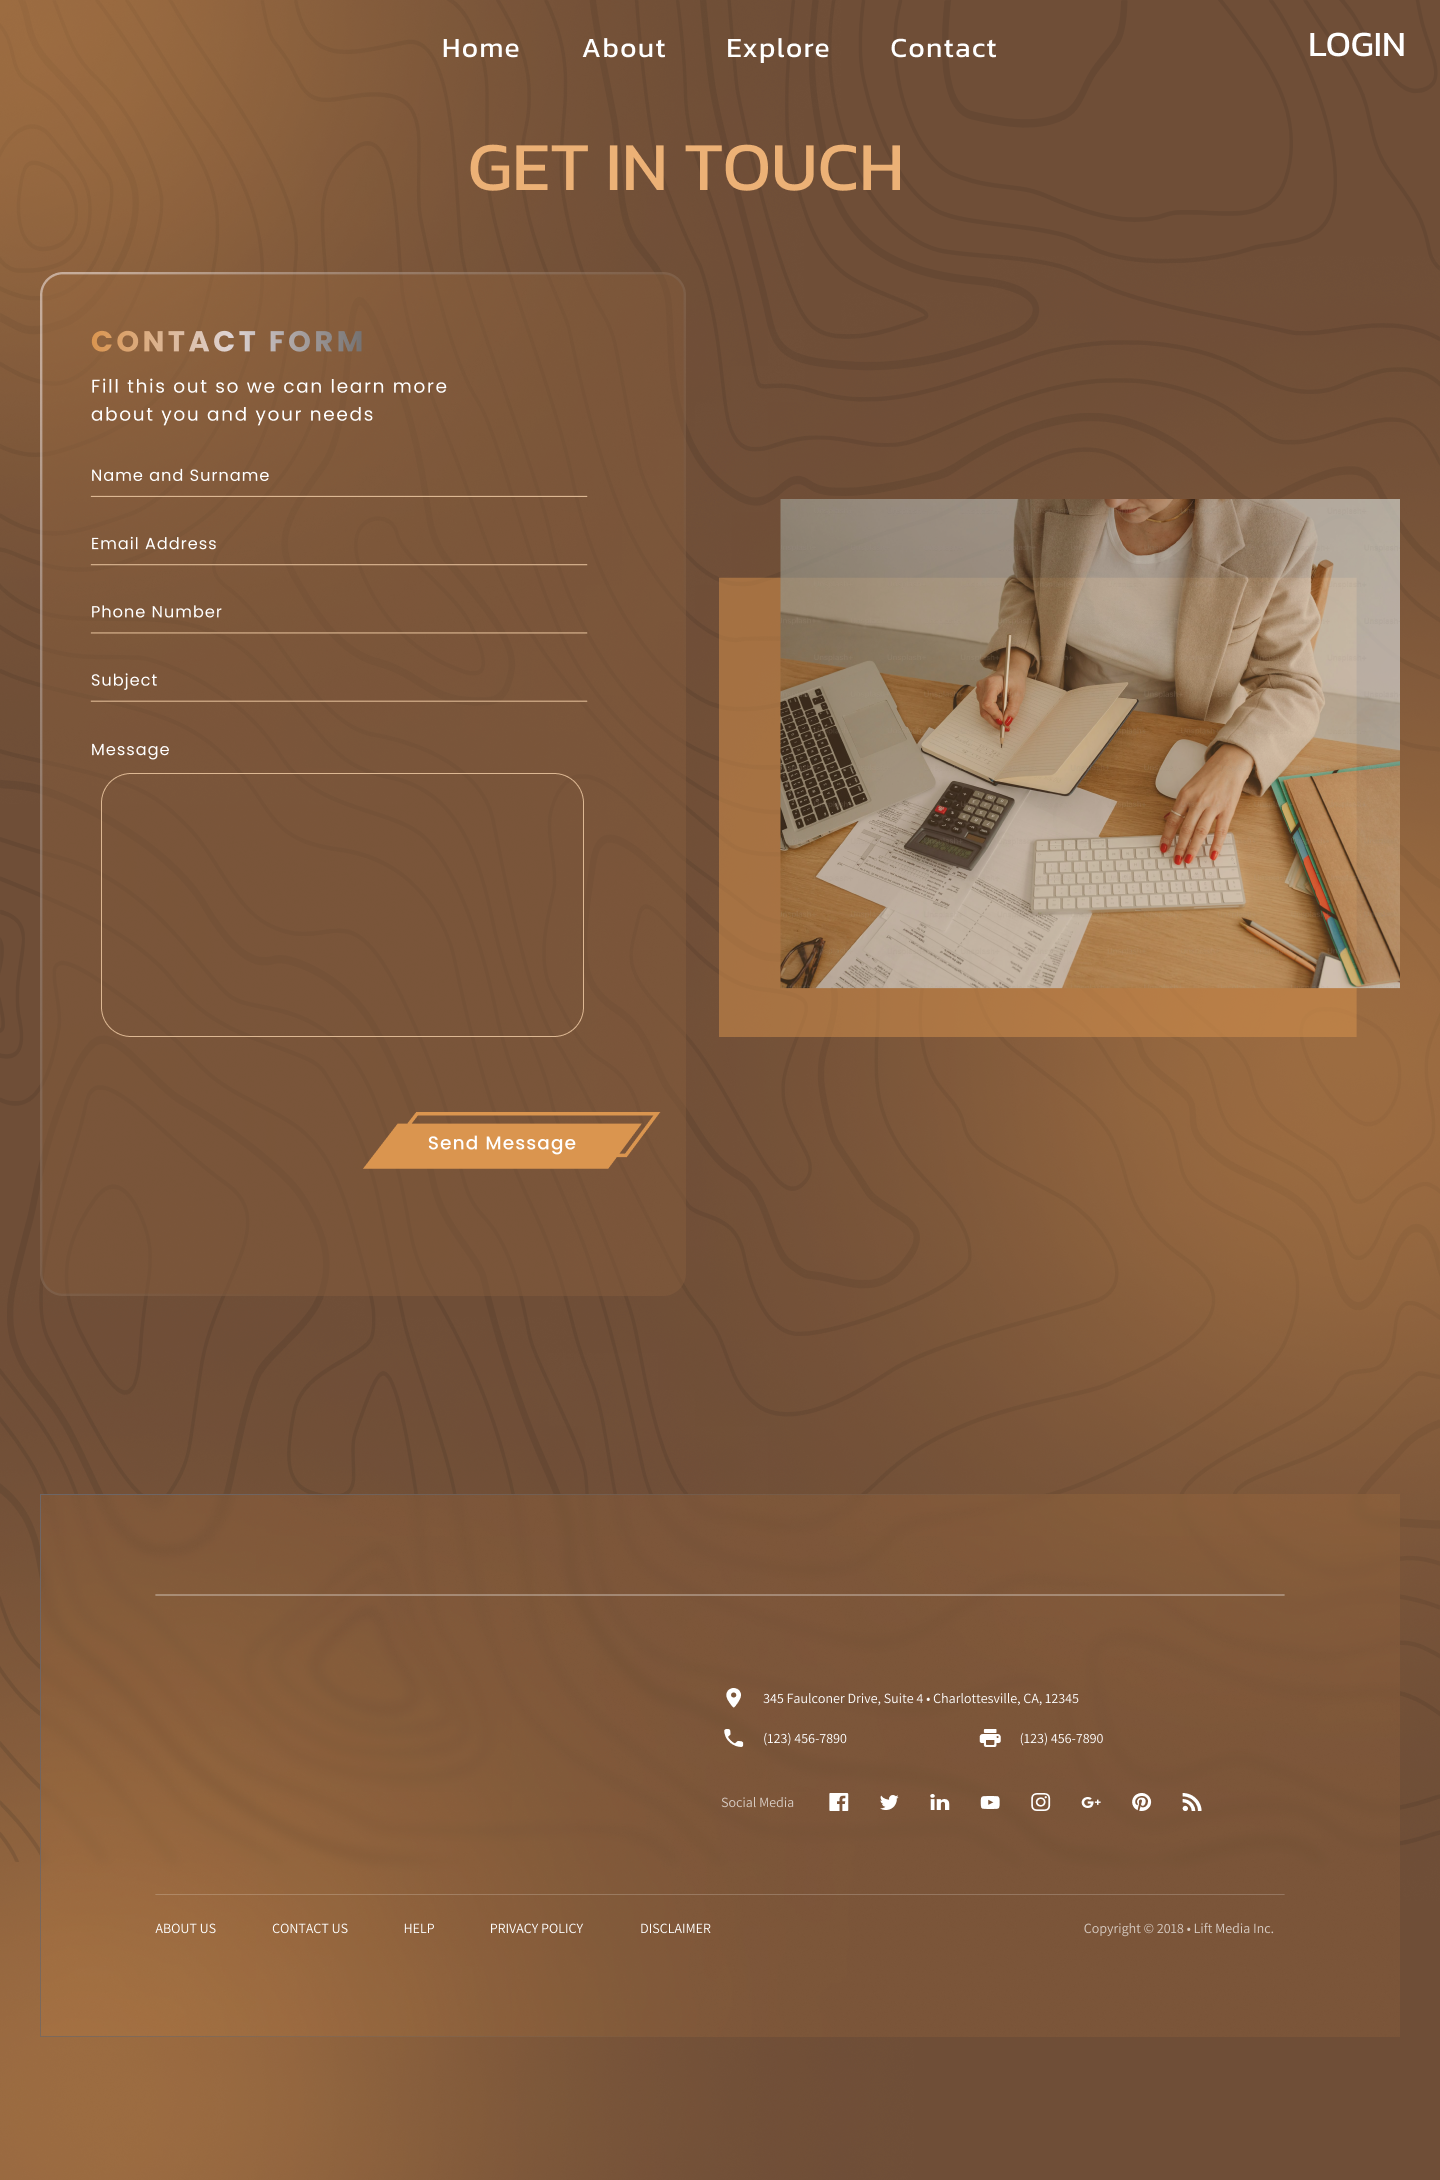 Home About Explore Contact LOGIN
GET IN TOUCH
CONTACT FORM
Fill this out so we can learn more
about you and your needs
Name and Surname
Email Address
Phone Number
Subject
Message
Send Message
345 Faulconer Drive, Suite 4 • Charlottesville, CA, 12345
(123) 456-7890 (123) 456-7890
Social Media
ABOUT US CONTACT US HELP PRIVACY POLICY DISCLAIMER Copyright © 2018 • Lift Media Inc.